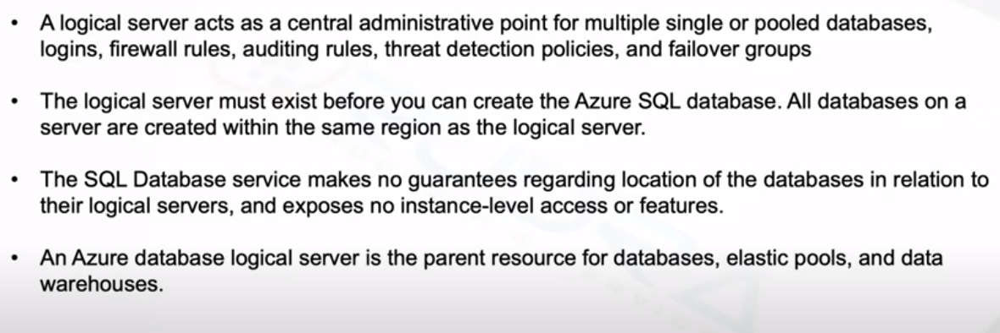 • A logical server acts as a central administrative point for multiple single or pooled databases,
logins, firewall rules, auditing rules, threat detection policies, and failover groups
• The logical server must exist before you can create the Azure SQL database. All databases on a
server are created within the same region as the logical server.
• The SQL Database service makes no guarantees regarding location of the databases in relation to
their logical servers, and exposes no instance-level access or features.
• An Azure database logical server is the parent resource for databases, elastic pools, and data
warehouses.